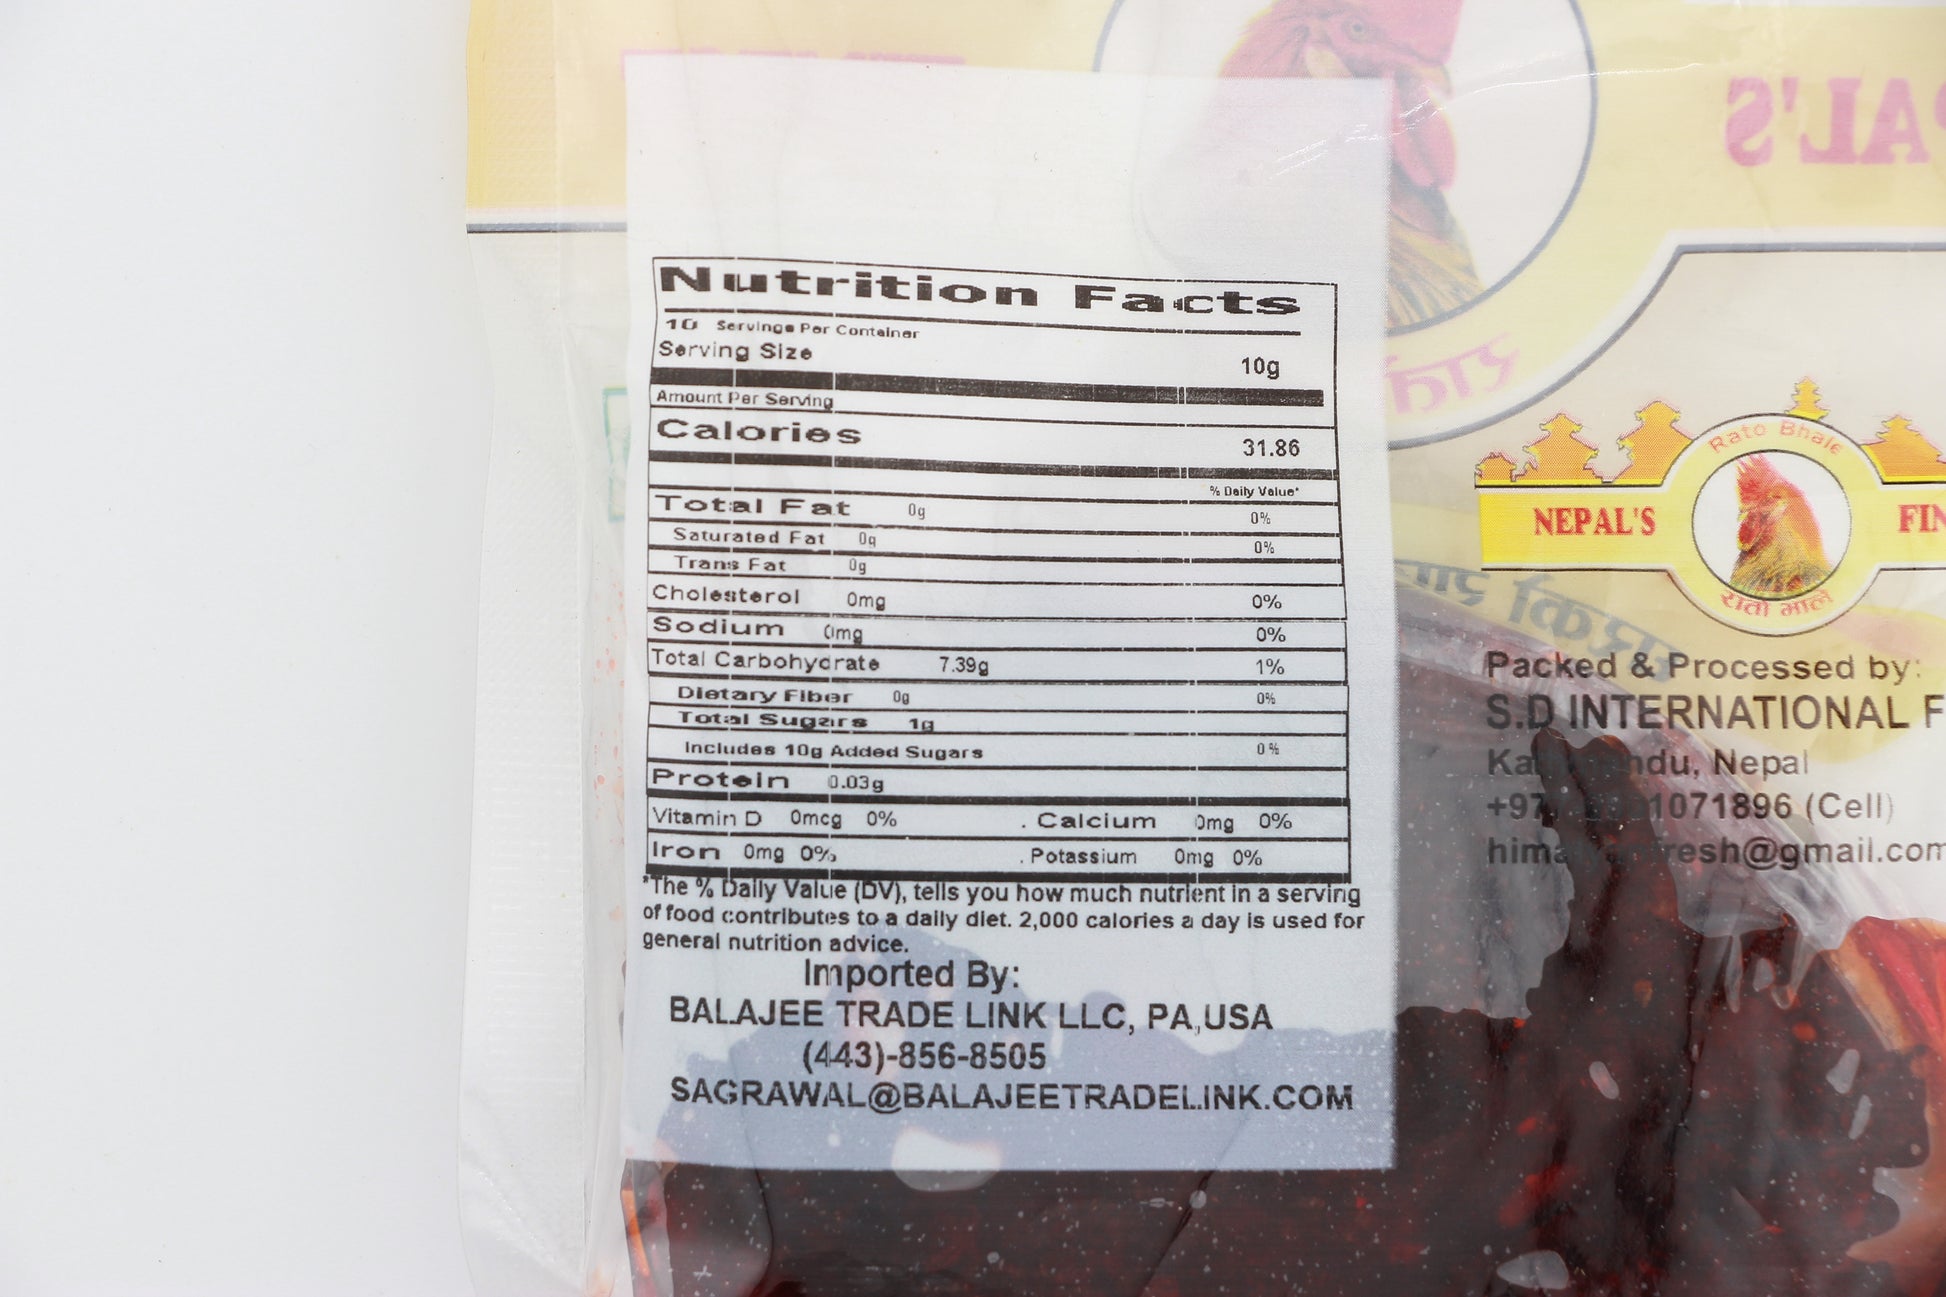 Nutrition Facts
10 Servings Per Container
Serving Size 10g
Amount Per Serving
Calories 31.86
% Daily Value*
Total Fat 0g 0%
Saturated Fat 0g 0%
Trans Fat 0g
Cholesterol 0mg 0%
Sodium 0mg 0%
Total Carbohydrate 7.39g 1%
Dietary Fiber 0g 0%
Total Sugars 1g
Includes 10g Added Sugars 0%
Protein 0.03g
Vitamin D 0mcg 0% . Calcium 0mg 0%
Iron 0mg 0% . Potassium 0mg 0%
*The % Daily Value (DV), tells you how much nutrient in a serving
of food contributes to a daily diet. 2,000 calories a day is used for
general nutrition advice.
Imported By:
BALAJEE TRADE LINK LLC, PA,USA
(443)-856-8505
SAGRAWAL@BALAJEETRADELINK.COM
PAL'S
Rato Bhale
NEPAL'S FIN
रातो भाले
Packed & Processed by:
S.D INTERNATIONAL F
Nepal
1071896 (Cell)
resh@gmail.com